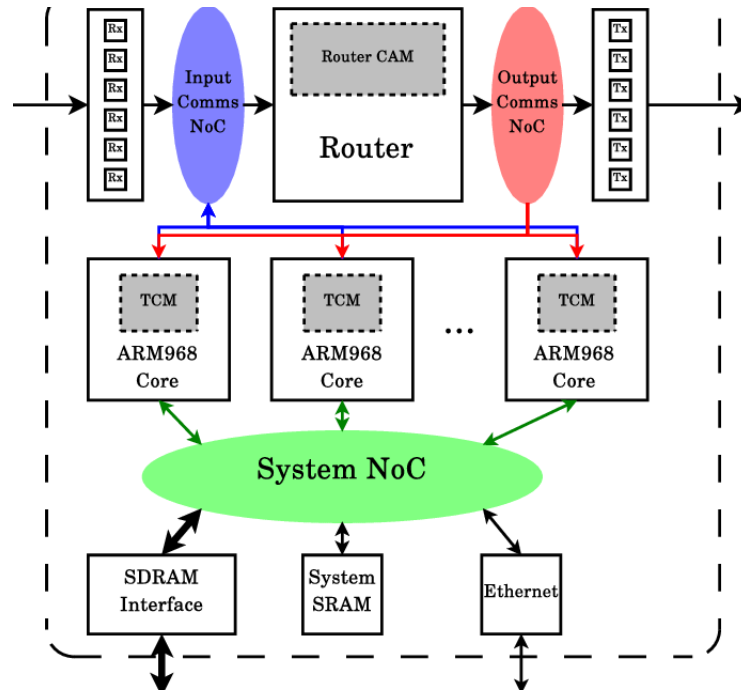 Rx
Rx
Rx
Rx
Rx
Rx
Input
Comms
NoC
Router CAM
Router
Output
Comms
NoC
Tx
Tx
Tx
Tx
Tx
Tx
TCM
ARM968
Core
TCM
ARM968
Core
...
TCM
ARM968
Core
System NoC
SDRAM
Interface
System
SRAM
Ethernet